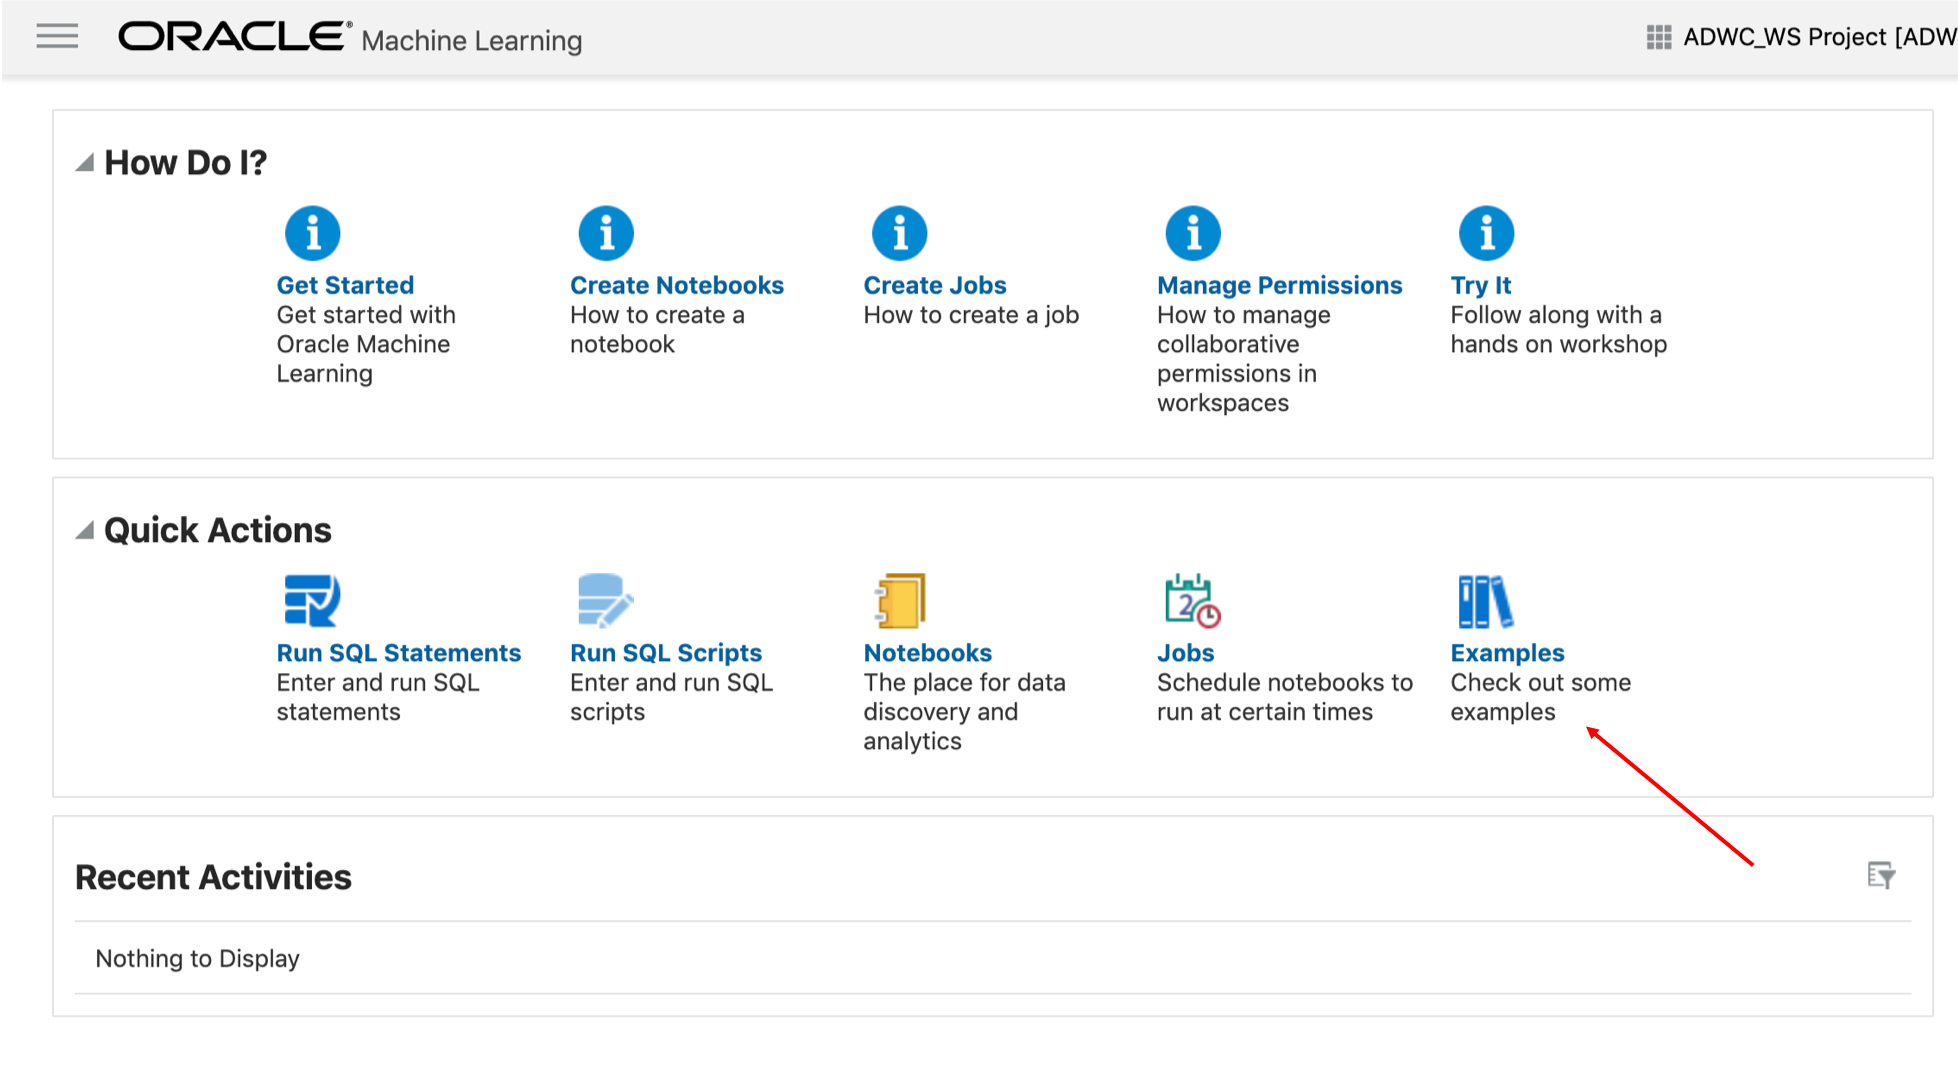 ORACLE® Machine Learning
ADWC_WS Project [ADW
How Do I?
Get Started
Get started with
Oracle Machine
Learning
Create Notebooks
How to create a
notebook
Create Jobs
How to create a job
Manage Permissions
How to manage
collaborative
permissions in
workspaces
Try It
Follow along with a
hands on workshop
Quick Actions
Run SQL Statements
Enter and run SQL
statements
Run SQL Scripts
Enter and run SQL
scripts
Notebooks
The place for data
discovery and
analytics
2
Jobs
Schedule notebooks to
run at certain times
Examples
Check out some
examples
Recent Activities
Nothing to Display